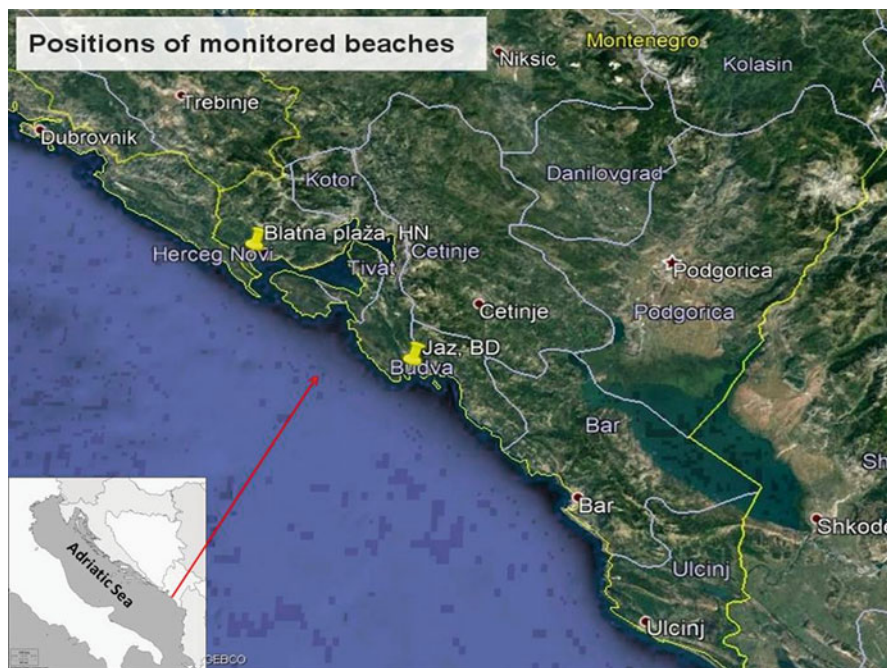 Positions of monitored beaches
Montenegro
Niksic
Kolasin
Trebinje
Dubrovnik
Kotor
Danilovgrad
Blatna plaža, HN
Herceg Novi
Cetinje
Tivat
Podgorica
Cetinje
Podgorica
Jaz, BD
Budva
Bar
Sh
Bar
Shkode
Adriatic Sea
Ulcinj
Ulcinj
GEBCO